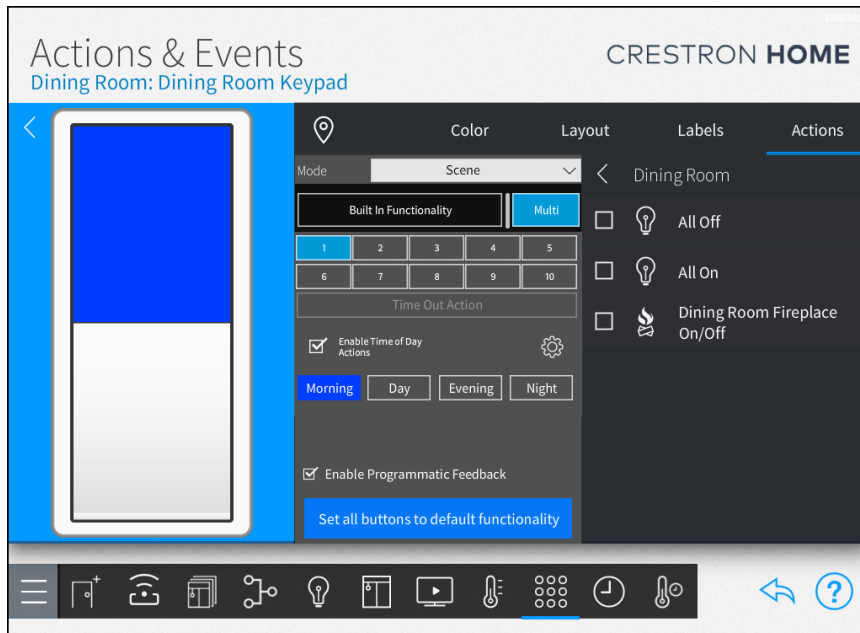 Actions & Events
CRESTRON HOME
Dining Room: Dining Room Keypad
Color
Layout
Labels
Actions
Mode
Scene
Dining Room
Built In Functionality
Multi
All Off
1
2
3
4
5
6
7
8
9
10
All On
Time Out Action
Dining Room Fireplace
On/Off
Enable Time of Day
Actions
Morning
Day
Evening
Night
Enable Programmatic Feedback
Set all buttons to default functionality
?